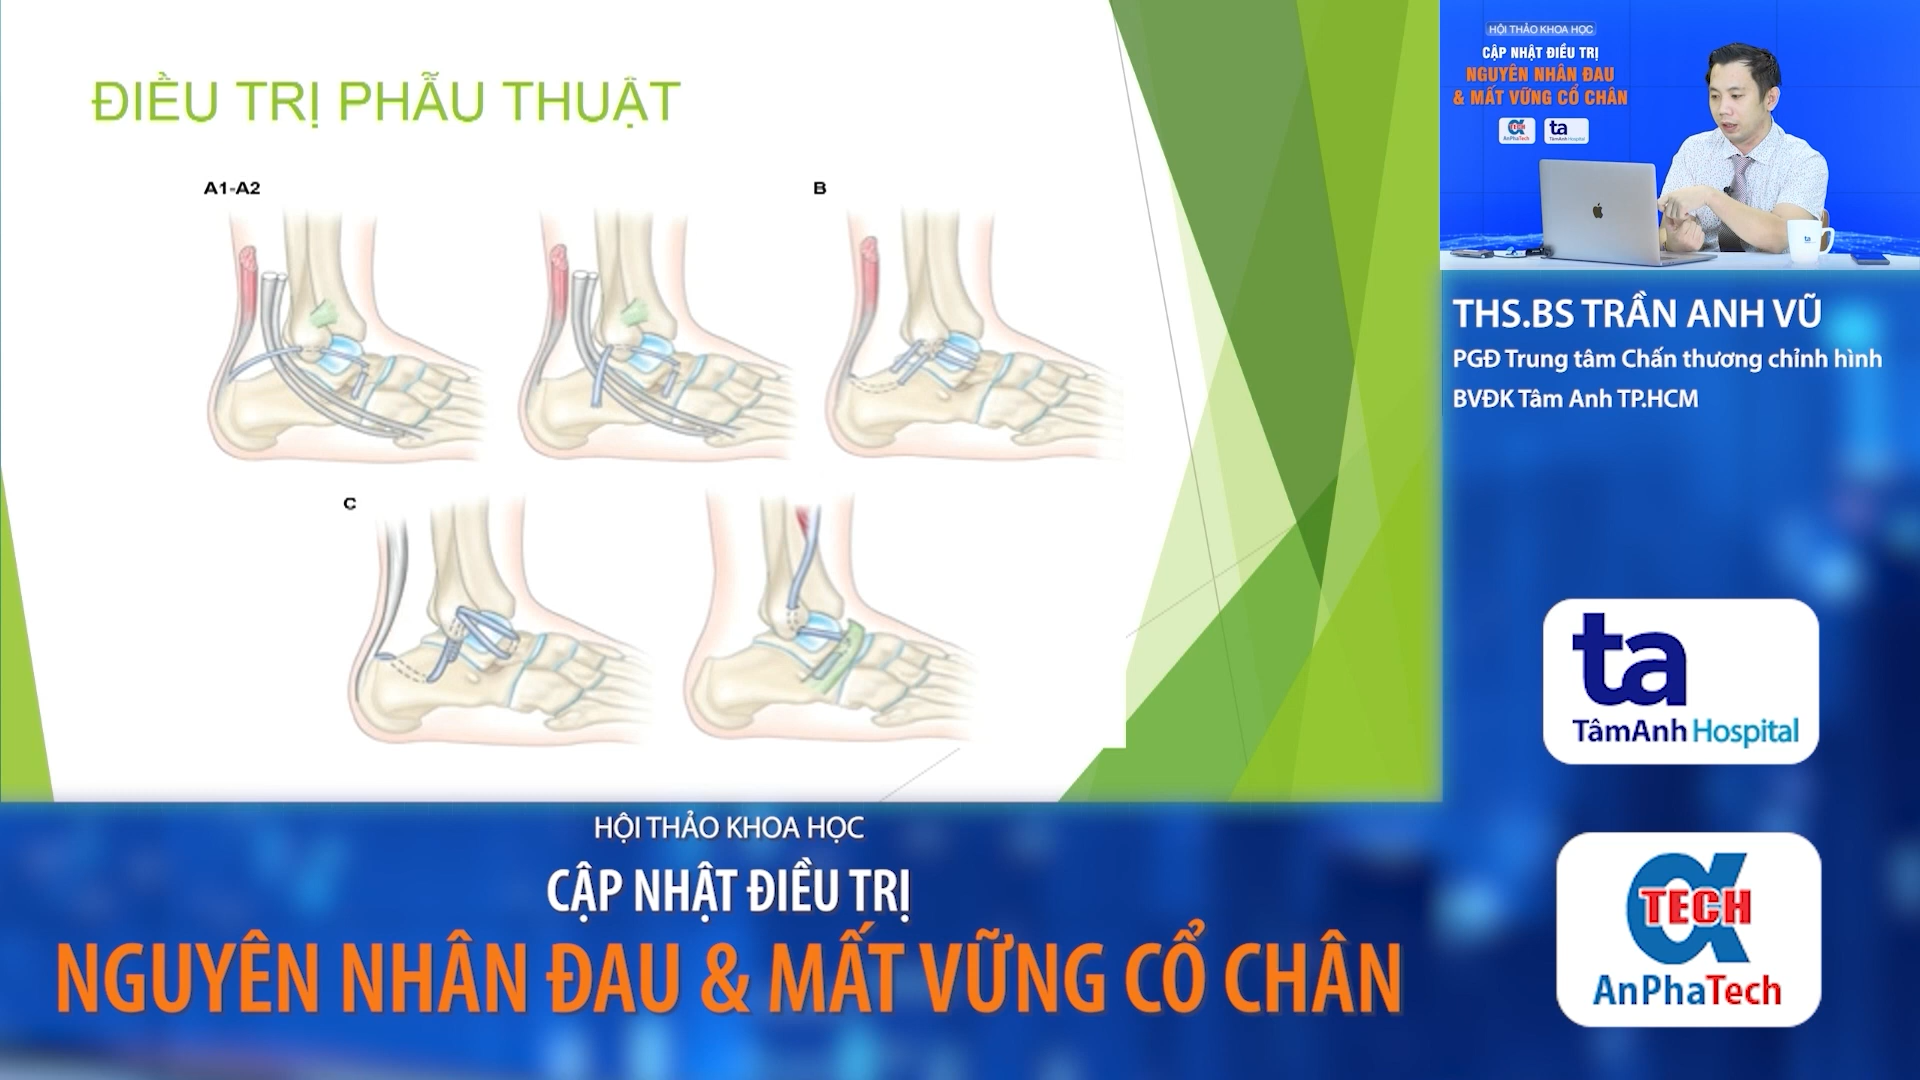 ĐIỀU TRỊ PHẪU THUẬT
A1-A2
B
C
HỘI THẢO KHOA HỌC
CẬP NHẬT ĐIỀU TRỊ
NGUYÊN NHÂN ĐAU
& MẤT VỮNG CỔ CHÂN
TECH
AnPhaTech
ta
TâmAnh Hospital
THS.BS TRẦN ANH VŨ
PGĐ Trung tâm Chấn thương chỉnh hình
BVĐK Tâm Anh TP.HCM
ta
TâmAnh Hospital
TECH
AnPhaTech
HỘI THẢO KHOA HỌC
CẬP NHẬT ĐIỀU TRỊ
NGUYÊN NHÂN ĐAU & MẤT VỮNG CỔ CHÂN